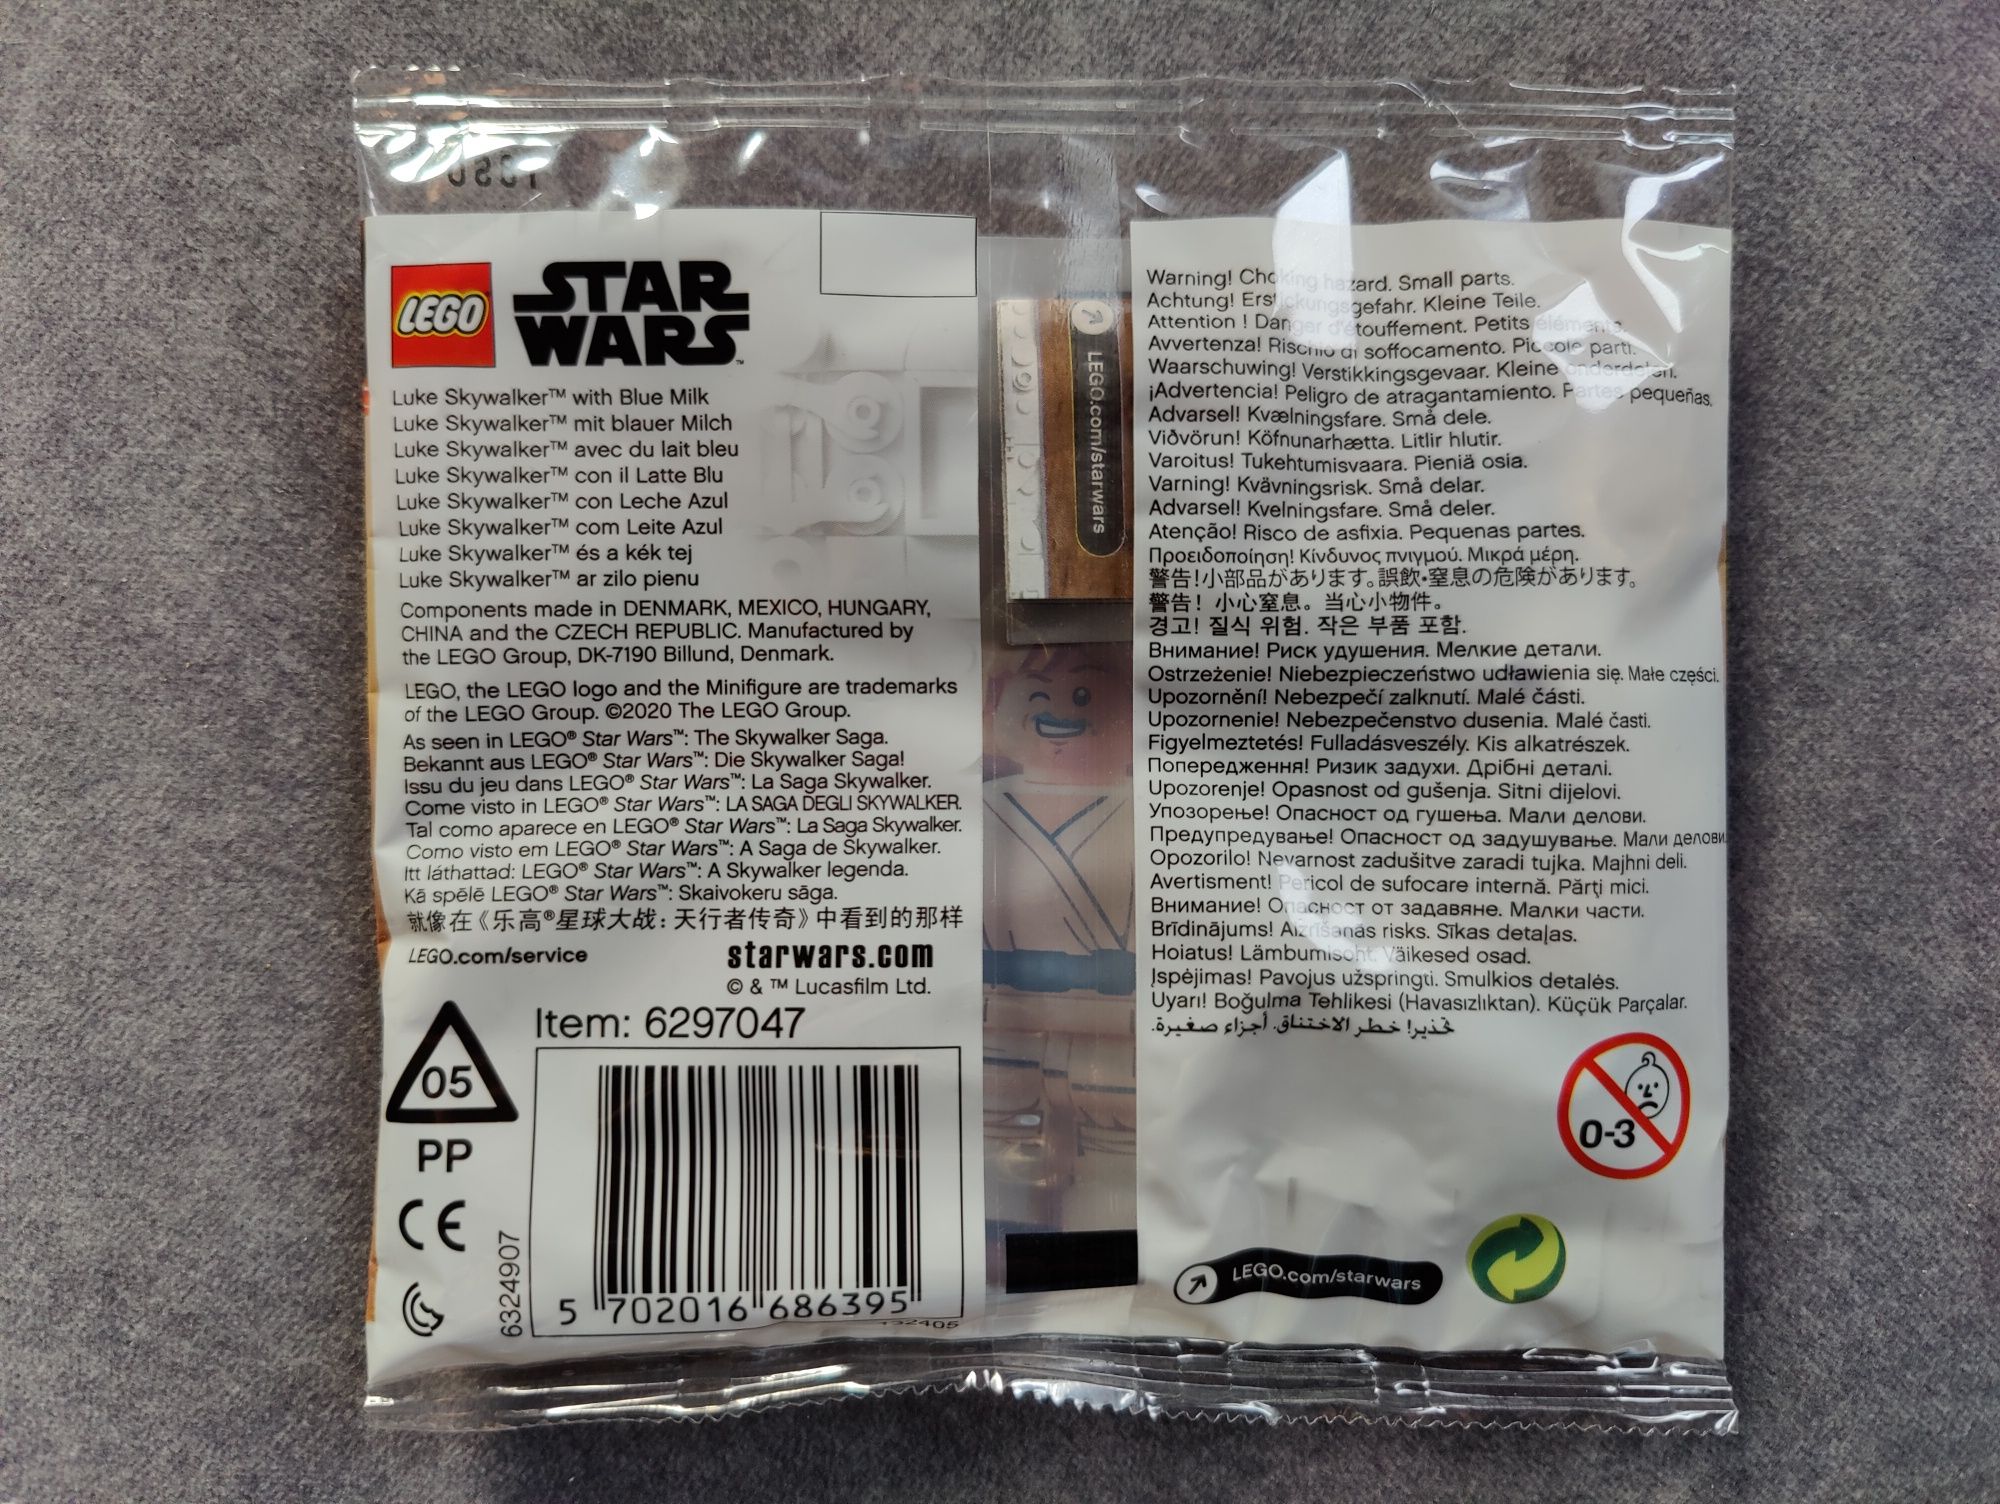 LEGO
STAR
WARS™
Luke Skywalker™ with Blue Milk
Luke Skywalker™ mit blauer Milch
Luke Skywalker™ avec du lait bleu
Luke Skywalker™ con il Latte Blu
Luke Skywalker™ con Leche Azul
Luke Skywalker™ com Leite Azul
Luke Skywalker™ és a kék tej
Luke Skywalker™ ar zilo pienu
Components made in DENMARK, MEXICO, HUNGARY,
CHINA and the CZECH REPUBLIC. Manufactured by
the LEGO Group, DK-7190 Billund, Denmark.
LEGO, the LEGO logo and the Minifigure are trademarks
of the LEGO Group. ©2020 The LEGO Group.
As seen in LEGO® Star Wars™: The Skywalker Saga.
Bekannt aus LEGO® Star Wars™: Die Skywalker Saga!
Issu du jeu dans LEGO® Star Wars™: La Saga Skywalker.
Come visto in LEGO® Star Wars™: LA SAGA DEGLI SKYWALKER.
Tal como aparece en LEGO® Star Wars™: La Saga Skywalker.
Como visto em LEGO® Star Wars™: A Saga de Skywalker.
Itt láthattad: LEGO® Star Wars™: A Skywalker legenda.
Kā spēlē LEGO® Star Wars™: Skaivokeru sāga.
就像在《乐高®星球大战：天行者传奇》中看到的那样
LEGO.com/service
starwars.com
© & ™ Lucasfilm Ltd.
Item: 6297047
05
PP
CE
6324907
5 702016 686395
LEGO.com/starwars
Warning! Choking hazard. Small parts.
Achtung! Erstickungsgefahr. Kleine Teile.
Attention ! Danger d'étouffement. Petits éléments.
Avvertenza! Rischio di soffocamento. Piccole parti.
Waarschuwing! Verstikkingsgevaar. Kleine onderdelen.
¡Advertencia! Peligro de atragantamiento. Partes pequeñas.
Advarsel! Kvælningsfare. Små dele.
Viðvörun! Köfnunarhætta. Litlir hlutir.
Varoitus! Tukehtumisvaara. Pieniä osia.
Varning! Kvävningsrisk. Små delar.
Advarsel! Kvelningsfare. Små deler.
Atenção! Risco de asfixia. Pequenas partes.
Προειδοποίηση! Κίνδυνος πνιγμού. Μικρά μέρη.
警告!小部品があります。誤飲・窒息の危険があります。
警告！小心窒息。当心小物件。
경고! 질식 위험. 작은 부품 포함.
Внимание! Риск удушения. Мелкие детали.
Ostrzeżenie! Niebezpieczeństwo udławienia się. Małe części.
Upozornění! Nebezpečí zalknutí. Malé části.
Upozornenie! Nebezpečenstvo dusenia. Malé časti.
Figyelmeztetés! Fulladásveszély. Kis alkatrészek.
Попередження! Ризик задухи. Дрібні деталі.
Upozorenje! Opasnost od gušenja. Sitni dijelovi.
Упозорење! Опасност од гушења. Мали делови.
Предупредување! Опасност од задушување. Мали делови.
Opozorilo! Nevarnost zadušitve zaradi tujka. Majhni deli.
Avertisment! Pericol de sufocare internă. Părţi mici.
Внимание! Опасност от задавяне. Малки части.
Brīdinājums! Aizrīšanās risks. Sīkas detaļas.
Hoiatus! Lämbumisoht. Väikesed osad.
Įspėjimas! Pavojus užspringti. Smulkios detalės.
Uyarı! Boğulma Tehlikesi (Havasızlıktan). Küçük Parçalar.
تحذير! خطر الاختناق. أجزاء صغيرة.
0-3
LEGO.com/starwars